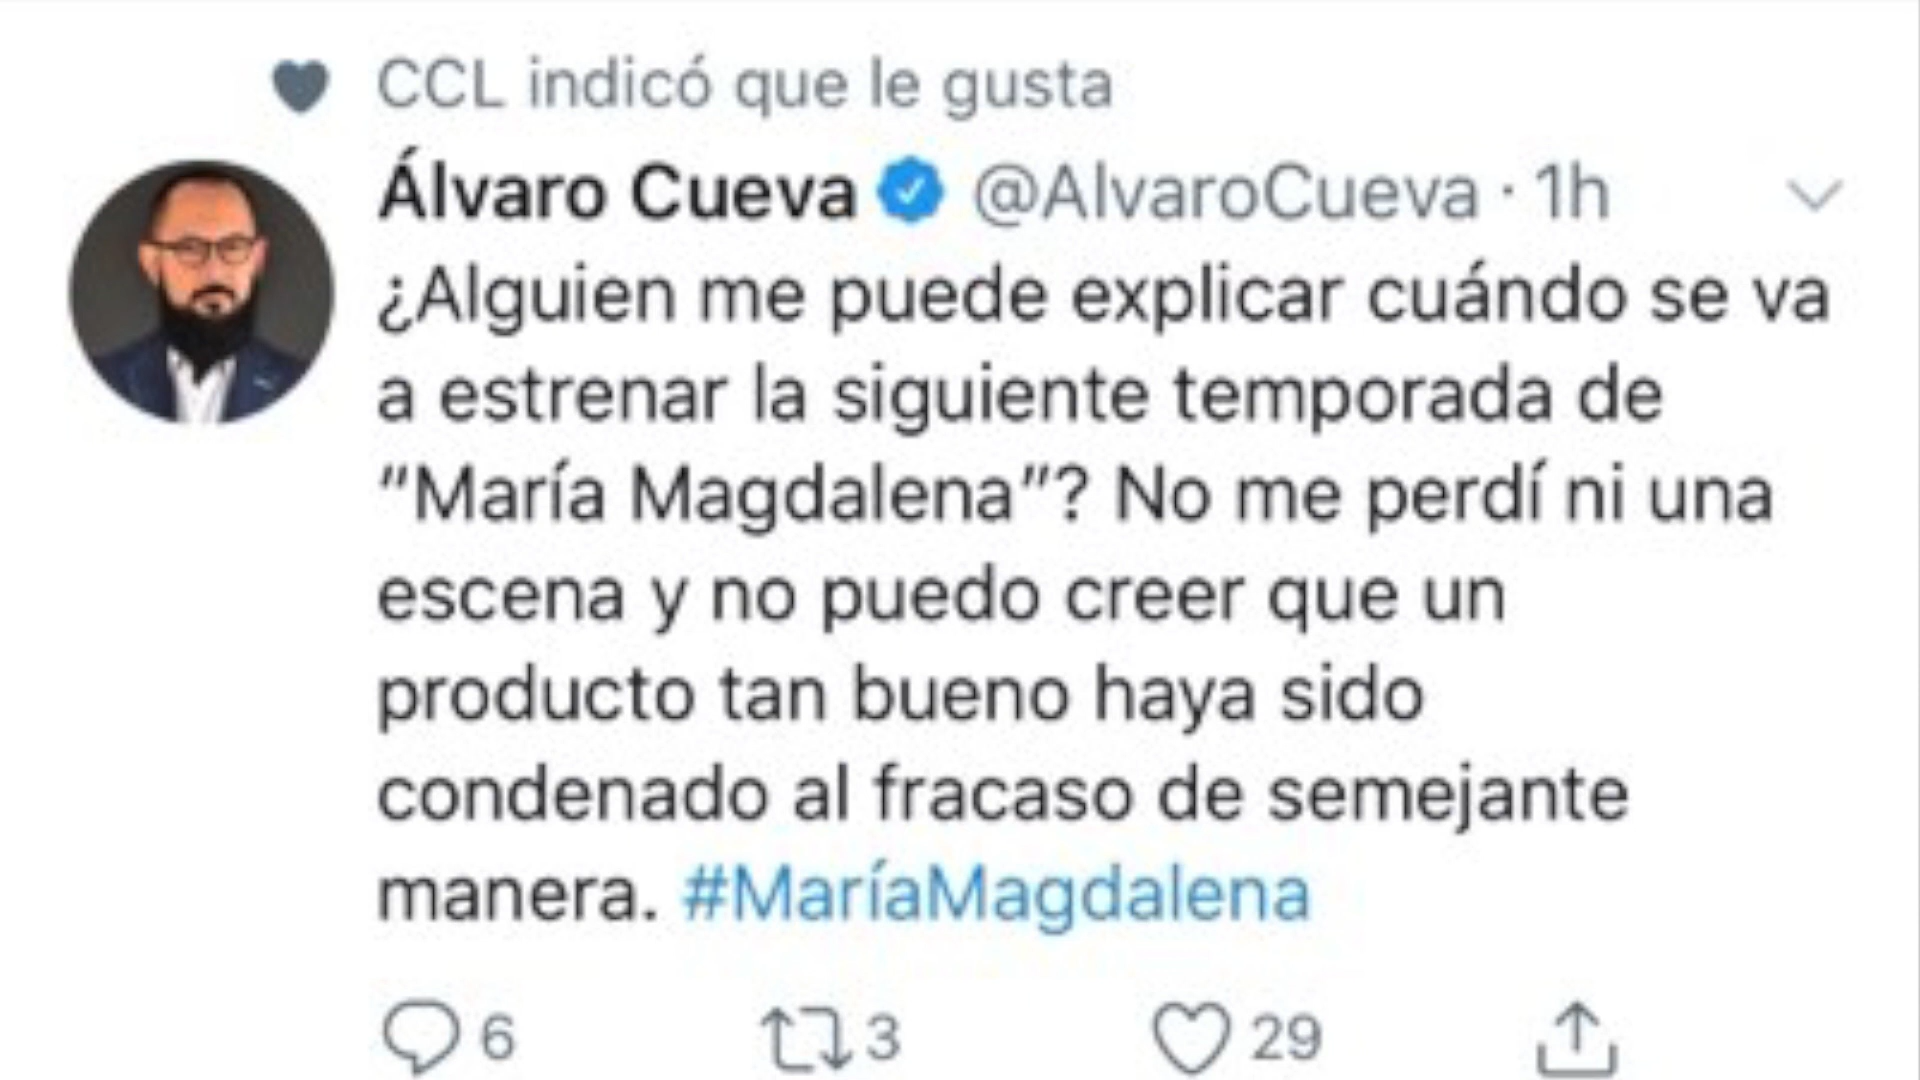 CCL indicó que le gusta
Álvaro Cueva @AlvaroCueva · 1h
¿Alguien me puede explicar cuándo se va
a estrenar la siguiente temporada de
"María Magdalena"? No me perdí ni una
escena y no puedo creer que un
producto tan bueno haya sido
condenado al fracaso de semejante
manera. #MaríaMagdalena
6 3 29